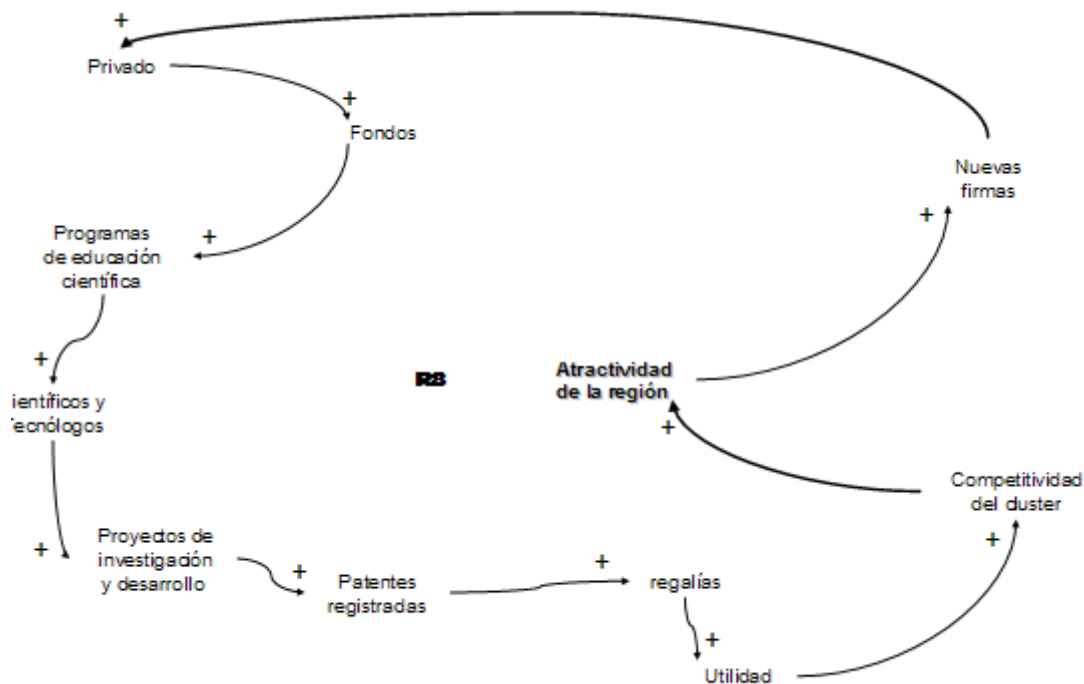 +
Privado
+
Fondos
Nuevas
firmas
+
+
Programas
de educación
científica
+
Atractividad
de la región
R8
ientíficos y
ecnólogos
+
Competitividad
del cluster
+
Proyectos de
investigación
y desarrollo
+
+
Patentes
registradas
+
regalías
+
+
Utilidad